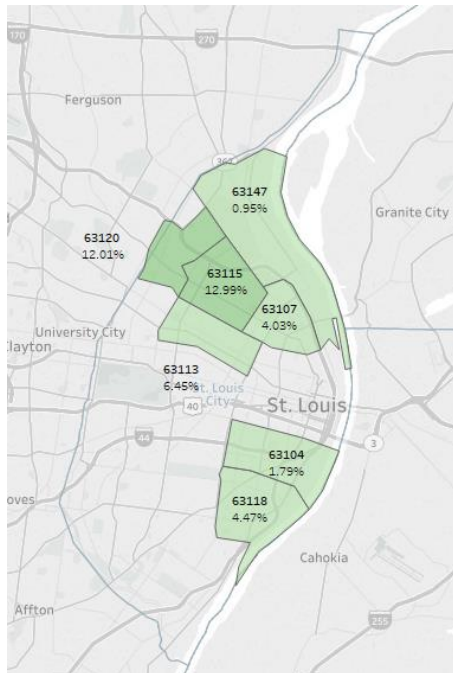 170
270
Ferguson
367
63147
0.95%
Granite City
63120
12.01%
63115
12.99%
63107
4.03%
University City
Clayton
63113
6.45%
St. Louis
City
40
St. Louis
44
3
63104
1.79%
63118
4.47%
oves
Cahokia
Affton
255